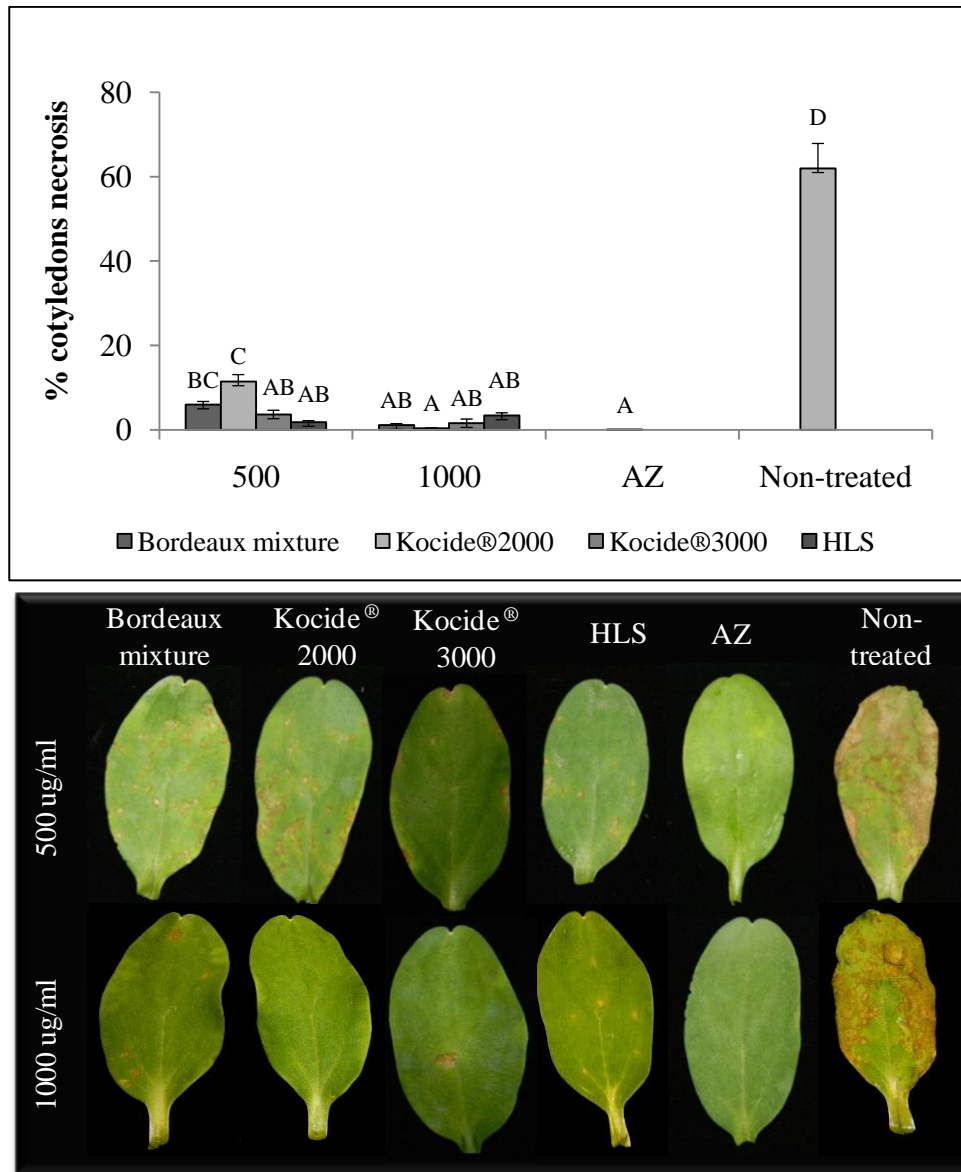 % cotyledons necrosis
80
60
40
20
0
BC
C
AB
AB
AB
A
AB
AB
A
D
500
1000
AZ
Non-treated
Bordeaux mixture
Kocide®2000
Kocide®3000
HLS
Bordeaux
mixture
Kocide®
2000
Kocide®
3000
HLS
AZ
Non-
treated
500 ug/ml
1000 ug/ml